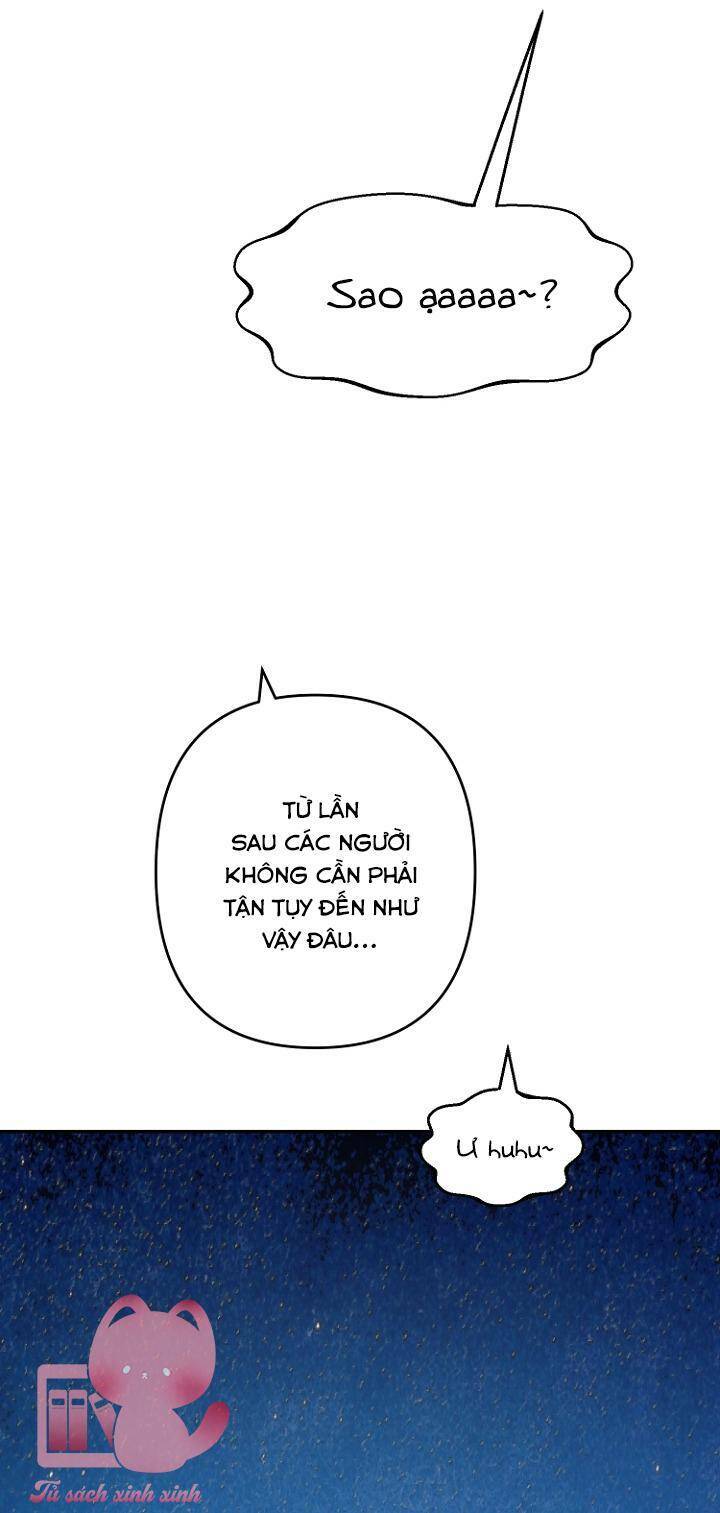 Sao ạaaaa~?
TỪ LẦN
SAU CÁC NGƯỜI
KHÔNG CẦN PHẢI
TẬN TỤY ĐẾN NHƯ
VẬY ĐÂU...
Ư huhu~
Tủ sách xinh xinh